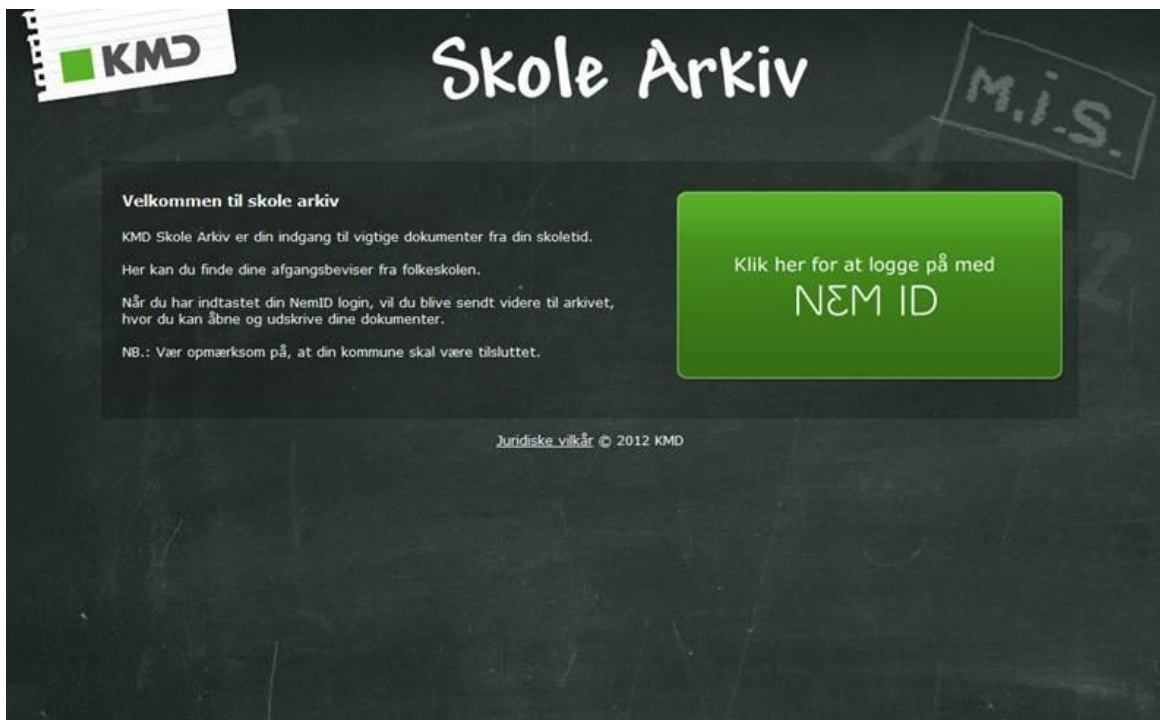 KMD
Skole Arkiv
M.i.S.
Velkommen til skole arkiv
KMD Skole Arkiv er din indgang til vigtige dokumenter fra din skoletid.
Her kan du finde dine afgangsbeviser fra folkeskolen.
Når du har indtastet din NemID login, vil du blive sendt videre til arkivet,
hvor du kan åbne og udskrive dine dokumenter.
NB.: Vær opmærksom på, at din kommune skal være tilsluttet.
Klik her for at logge på med
NEM ID
Juridiske vilkår © 2012 KMD